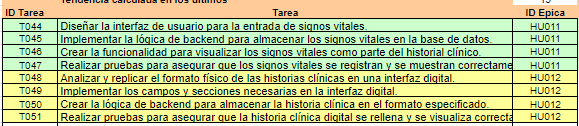 Tendencia calculada en los últimos 15
ID Tarea Tarea ID Epica
T044 Diseñar la interfaz de usuario para la entrada de signos vitales. HU011
T045 Implementar la lógica de backend para almacenar los signos vitales en la base de datos. HU011
T046 Crear la funcionalidad para visualizar los signos vitales como parte del historial clínico. HU011
T047 Realizar pruebas para asegurar que los signos vitales se registran y se muestran correctame HU011
T048 Analizar y replicar el formato físico de las historias clínicas en una interfaz digital. HU012
T049 Implementar los campos y secciones necesarias en la interfaz digital. HU012
T050 Crear la lógica de backend para almacenar la historia clínica en el formato especificado. HU012
T051 Realizar pruebas para asegurar que la historia clínica digital se rellena y se visualiza correcta HU012